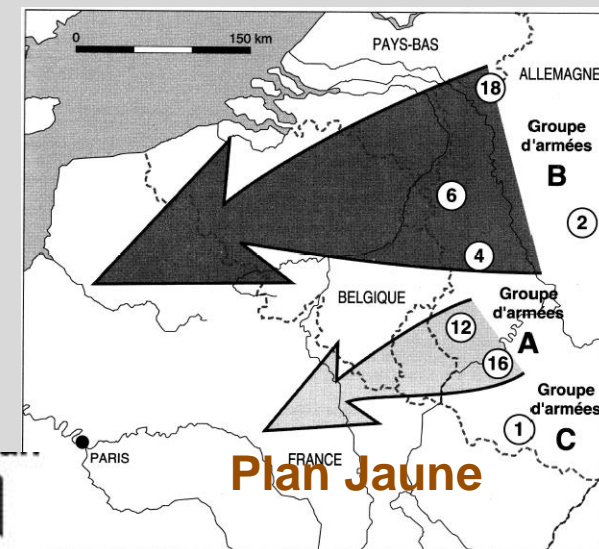 0 150 km
PAYS-BAS
ALLEMAGNE
18
Groupe
d'armées
B
6
2
4
BELGIQUE
Groupe
d'armées
A
12
16
Groupe
d'armées
C
1
PARIS
FRANCE
Plan Jaune